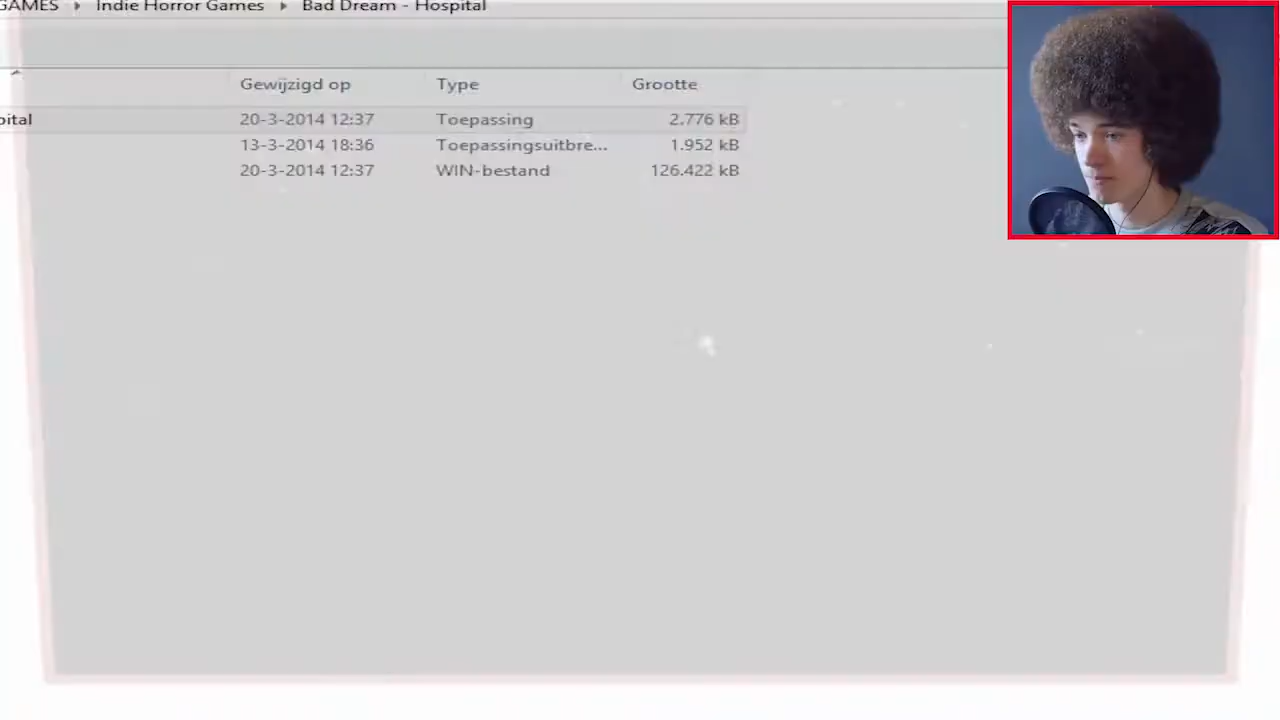 GAMES Indie Horror Games Bad Dream - Hospital
Gewijzigd op Type Grootte
pital 20-3-2014 12:37 Toepassing 2.776 kB
13-3-2014 18:36 Toepassingsuitbre... 1.952 kB
20-3-2014 12:37 WIN-bestand 126.422 kB